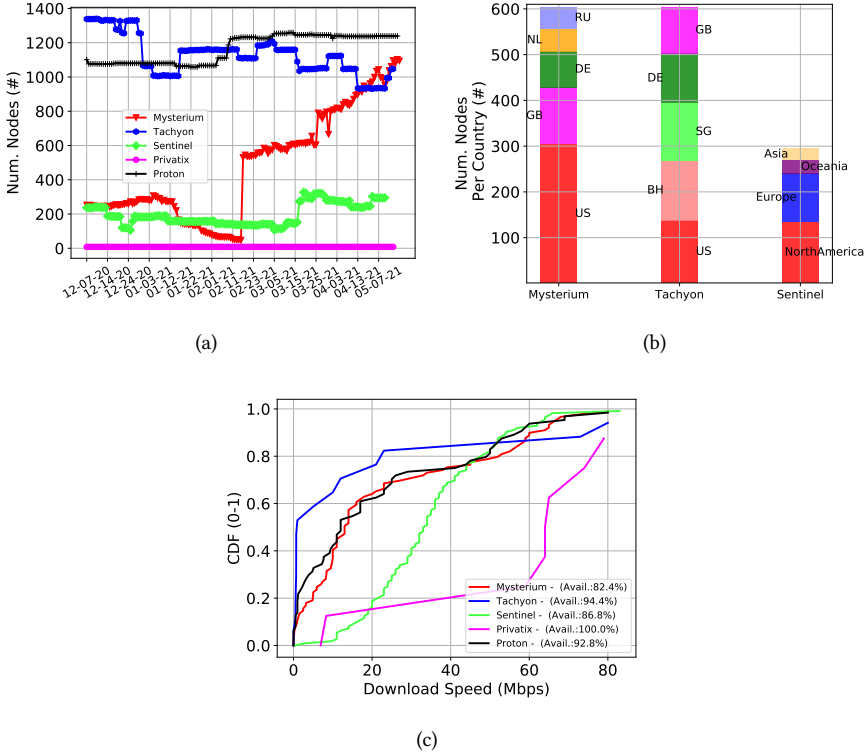 1400
1200
1000
800
600
400
200
0
Num. Nodes (#)
Mysterium
Tachyon
Sentinel
Privatix
Proton
12-07-20
12-14-20
12-24-20
01-03-21
01-12-21
01-22-21
02-01-21
02-11-21
02-23-21
03-05-21
03-15-21
03-25-21
04-03-21
04-13-21
05-07-21
(a)
600
500
400
300
200
100
Num. Nodes
Per Country (#)
RU
NL
DE
GB
US
GB
DE
SG
BH
US
Asia
Oceania
Europe
NorthAmerica
Mysterium
Tachyon
Sentinel
(b)
1.0
0.8
0.6
0.4
0.2
0.0
CDF (0-1)
Mysterium - (Avail.:82.4%)
Tachyon - (Avail.:94.4%)
Sentinel - (Avail.:86.8%)
Privatix - (Avail.:100.0%)
Proton - (Avail.:92.8%)
0 20 40 60 80
Download Speed (Mbps)
(c)